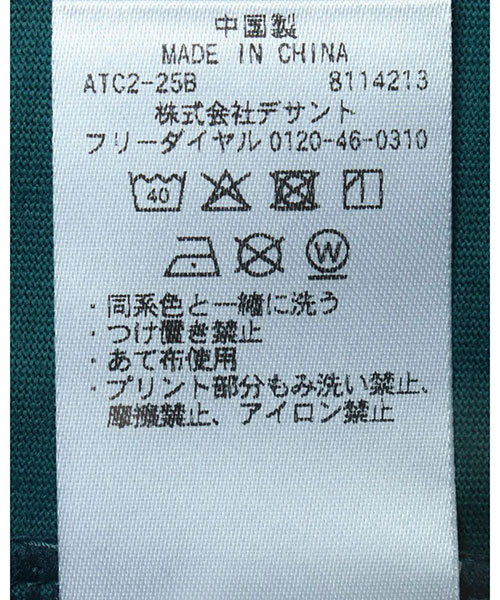 中国製
MADE IN CHINA
ATC2-25B 8114213
株式会社デサント
フリーダイヤル 0120-46-0310
40
W
・同系色と一緒に洗う
・つけ置き禁止
・あて布使用
・プリント部分もみ洗い禁止、
摩擦禁止、アイロン禁止